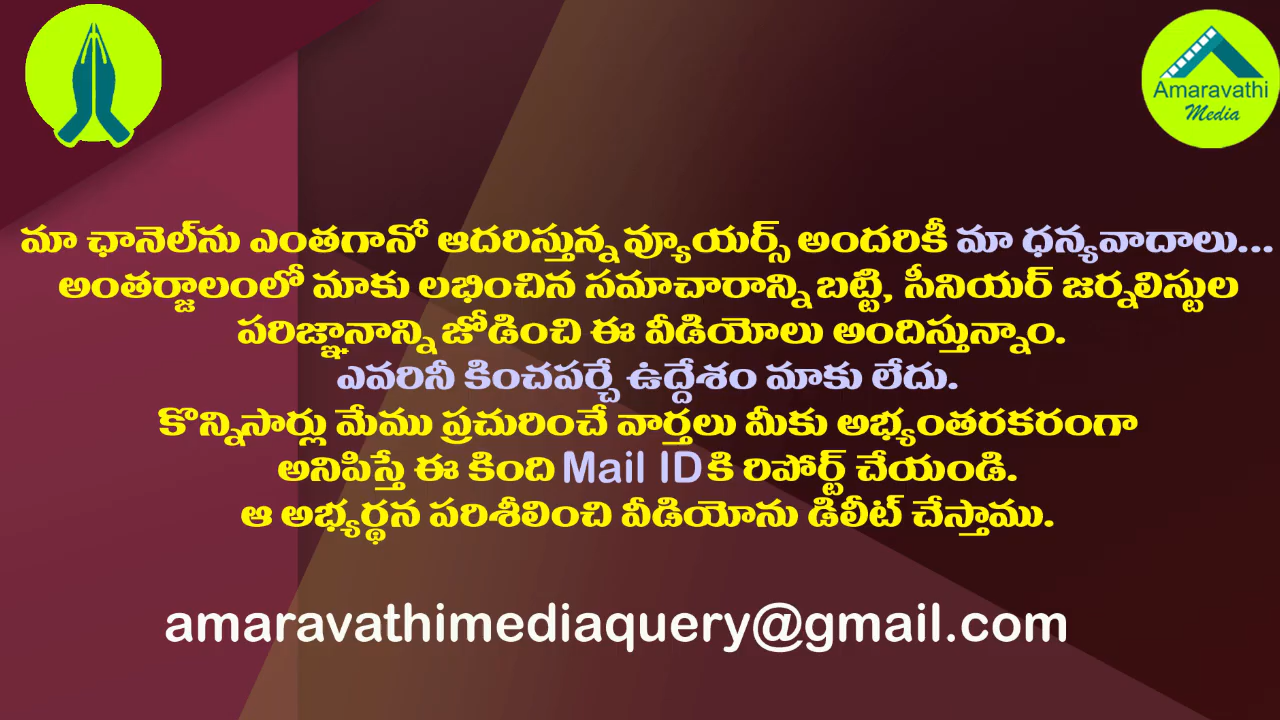 Amaravathi
Media
మా ఛానెల్‌ను ఎంతగానో ఆదరిస్తున్న వ్యూయర్స్ అందరికీ మా ధన్యవాదాలు...
అంతర్జాలంలో మాకు లభించిన సమాచారాన్ని బట్టి, సీనియర్ జర్నలిస్టుల
పరిజ్ఞానాన్ని జోడించి ఈ వీడియోలు అందిస్తున్నాం.
ఎవరినీ కించపర్చే ఉద్దేశం మాకు లేదు.
కొన్నిసార్లు మేము ప్రచురించే వార్తలు మీకు అభ్యంతరకరంగా
అనిపిస్తే ఈ కింది Mail IDకి రిపోర్ట్ చేయండి.
ఆ అభ్యర్థన పరిశీలించి వీడియోను డిలీట్ చేస్తాము.
amaravathimediaquery@gmail.com